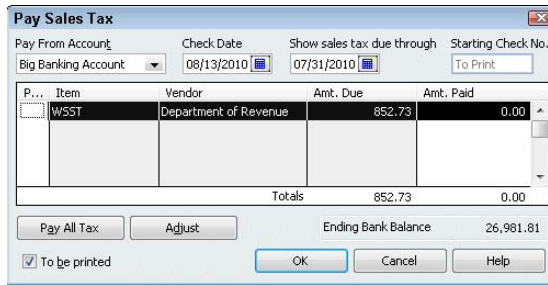 Pay Sales Tax
Pay From Account Check Date Show sales tax due through Starting Check No.
Big Banking Account 08/13/2010 07/31/2010 To Print
P... Item Vendor Amt. Due Amt. Paid
WSST Department of Revenue 852.73 0.00
Totals 852.73 0.00
Pay All Tax Adjust Ending Bank Balance 26,981.81
To be printed OK Cancel Help